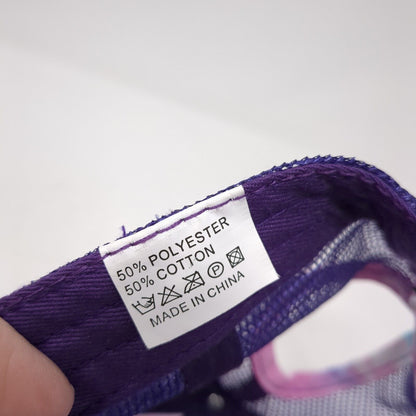 50% POLYESTER
50% COTTON
P
MADE IN CHINA